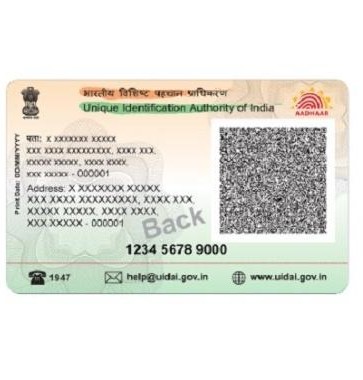 भारतीय विशिष्ट पहचान प्राधिकरण
Unique Identification Authority of India
AADHAAR
Print Date: DD/MM/YYYY
पता: X XXXXXXX XXXXX
XXX XXXX XXXXXXXXX, XXXX XXX,
XXXXX XXXXX, XXXX XXXX,
XXX XXXXX - 000001
Address: X XXXXXXX XXXXX,
XXX XXXX XXXXXXXXX, XXXX XXX,
XXXXX XXXXX, XXXX XXXX,
XXX XXXXX - 000001
Back
1234 5678 9000
1947
help@uidai.gov.in
www.uidai.gov.in